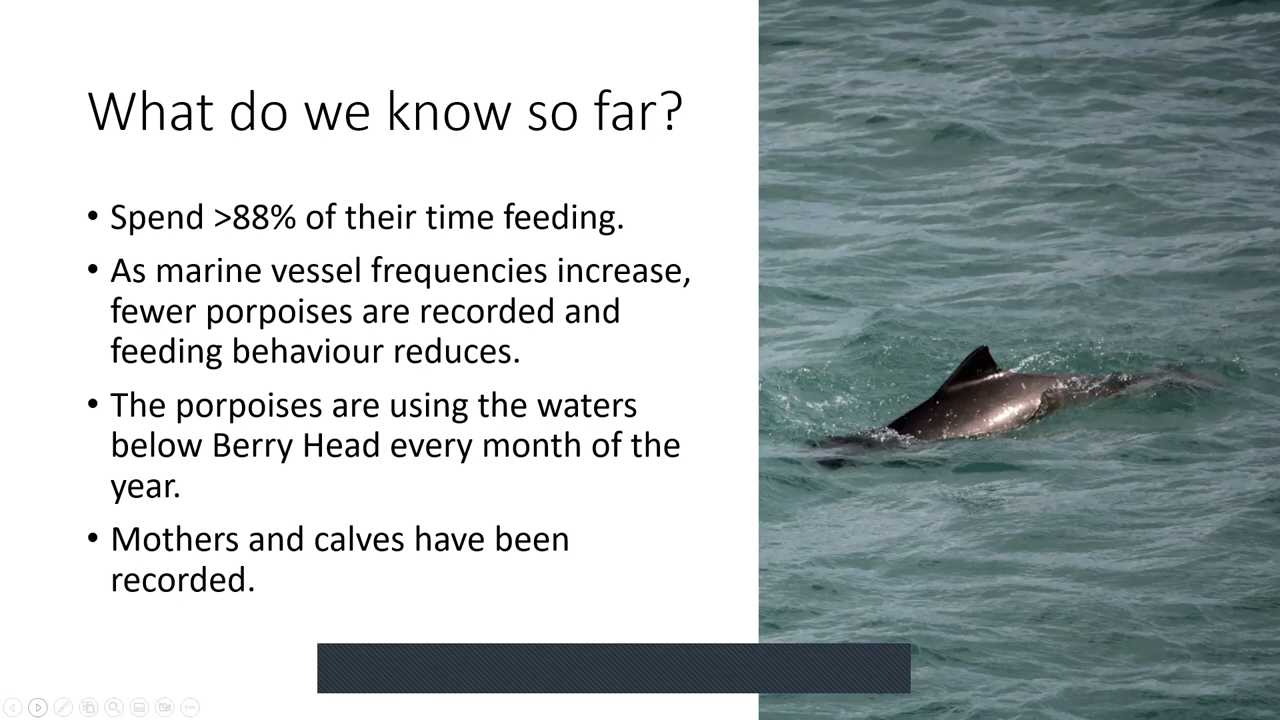 What do we know so far?
• Spend >88% of their time feeding.
• As marine vessel frequencies increase,
fewer porpoises are recorded and
feeding behaviour reduces.
• The porpoises are using the waters
below Berry Head every month of the
year.
• Mothers and calves have been
recorded.